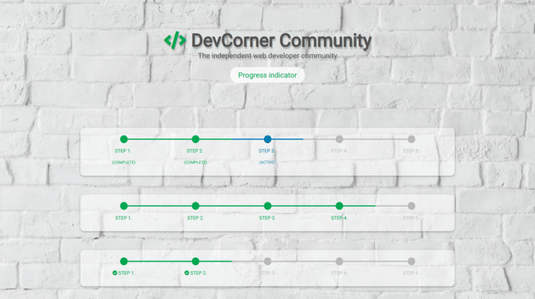 </> DevCorner Community
The independent web developer community
Progress indicator
STEP 1. STEP 2. STEP 3. STEP 4. STEP 5.
(COMPLETE) (COMPLETE) (ACTIVE)
STEP 1. STEP 2. STEP 3. STEP 4. STEP 5.
STEP 1. STEP 2. STEP 3. STEP 4. STEP 5.